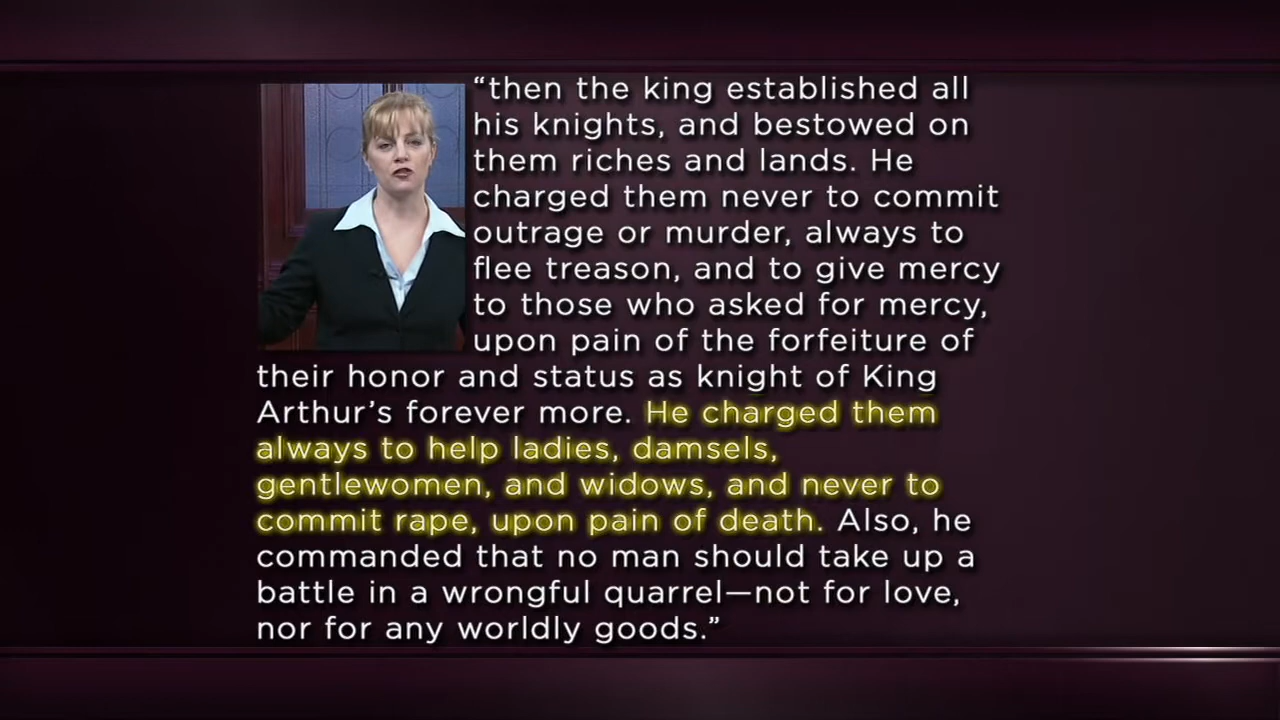 “then the king established all
his knights, and bestowed on
them riches and lands. He
charged them never to commit
outrage or murder, always to
flee treason, and to give mercy
to those who asked for mercy,
upon pain of the forfeiture of
their honor and status as knight of King
Arthur’s forever more. He charged them
always to help ladies, damsels,
gentlewomen, and widows, and never to
commit rape, upon pain of death. Also, he
commanded that no man should take up a
battle in a wrongful quarrel—not for love,
nor for any worldly goods.”